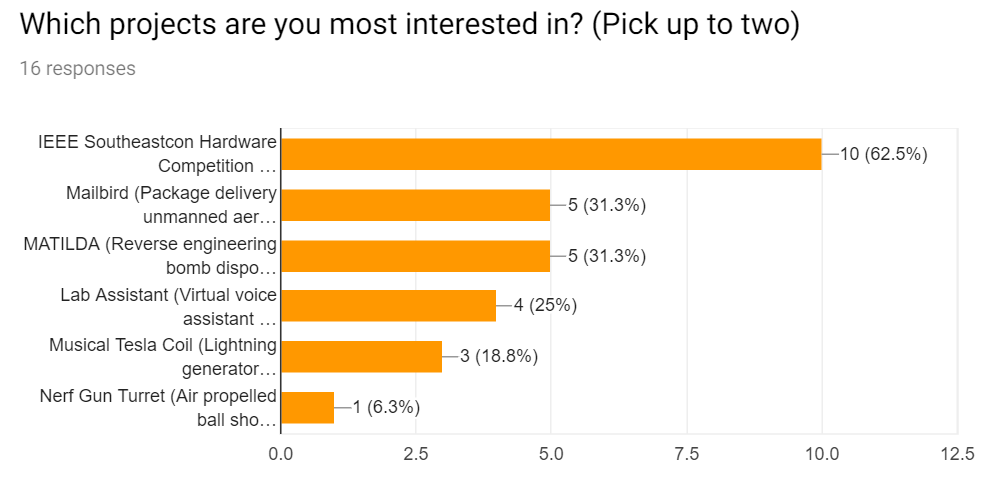 Which projects are you most interested in? (Pick up to two)
16 responses
IEEE Southeastcon Hardware
Competition …
10 (62.5%)
Mailbird (Package delivery
unmanned aer…
5 (31.3%)
MATILDA (Reverse engineering
bomb dispo…
5 (31.3%)
Lab Assistant (Virtual voice
assistant …
4 (25%)
Musical Tesla Coil (Lightning
generator…
3 (18.8%)
Nerf Gun Turret (Air propelled
ball sho…
1 (6.3%)
0.0 2.5 5.0 7.5 10.0 12.5